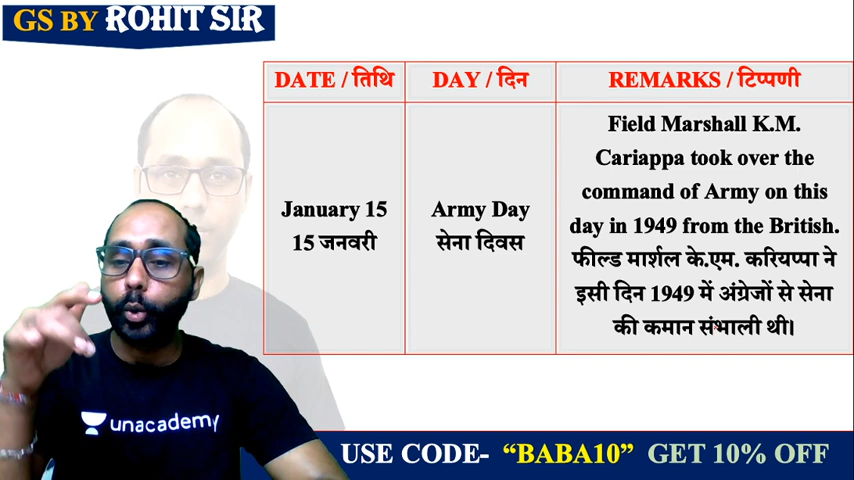 GS BY ROHIT SIR
DATE / तिथि
DAY / दिन
REMARKS / टिप्पणी
January 15
15 जनवरी
Army Day
सेना दिवस
Field Marshall K.M.
Cariappa took over the
command of Army on this
day in 1949 from the British.
फील्ड मार्शल के.एम. करियप्पा ने
इसी दिन 1949 में अंग्रेजों से सेना
की कमान संभाली थी।
unacademy
USE CODE- “BABA10” GET 10% OFF